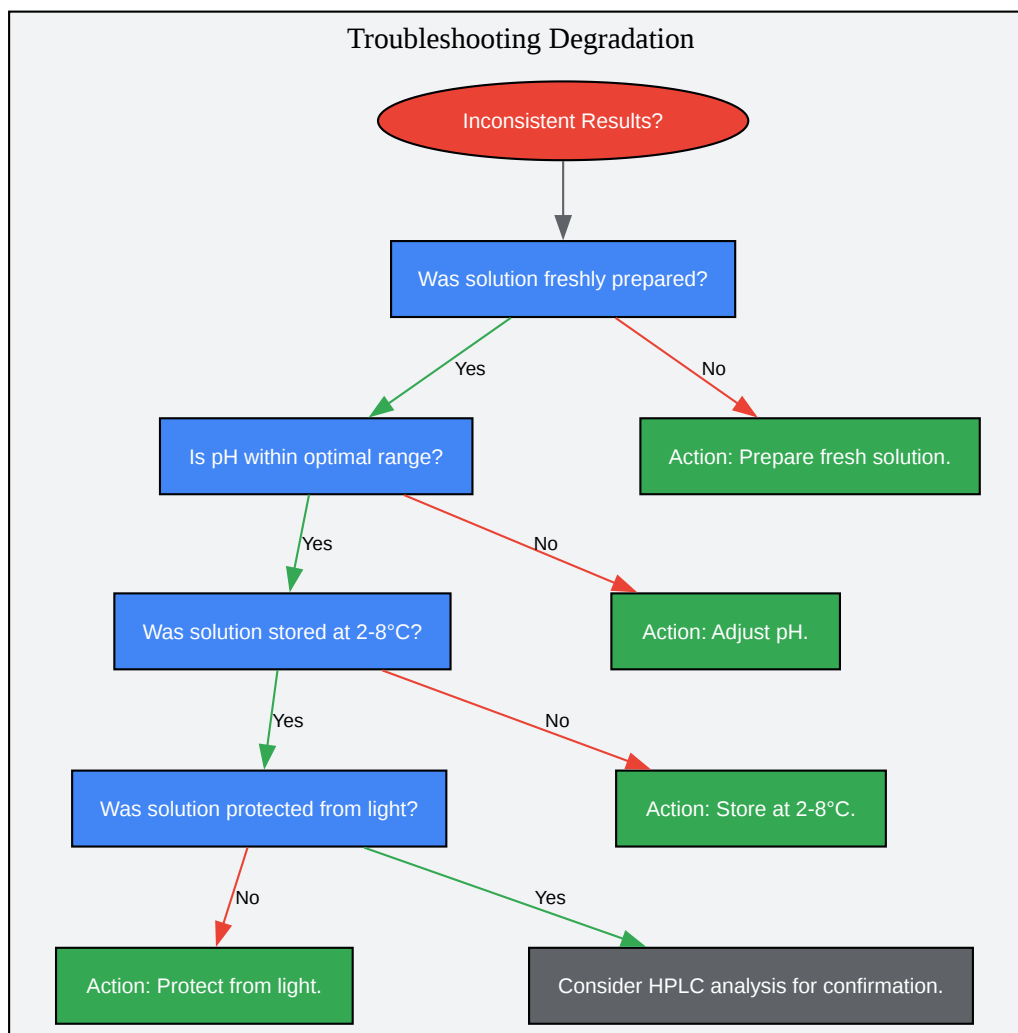 Troubleshooting Degradation
Inconsistent Results?
Was solution freshly prepared?
Yes
No
Is pH within optimal range?
Action: Prepare fresh solution.
Yes
No
Was solution stored at 2-8°C?
Action: Adjust pH.
Yes
No
Was solution protected from light?
Action: Store at 2-8°C.
No
Yes
Action: Protect from light.
Consider HPLC analysis for confirmation.